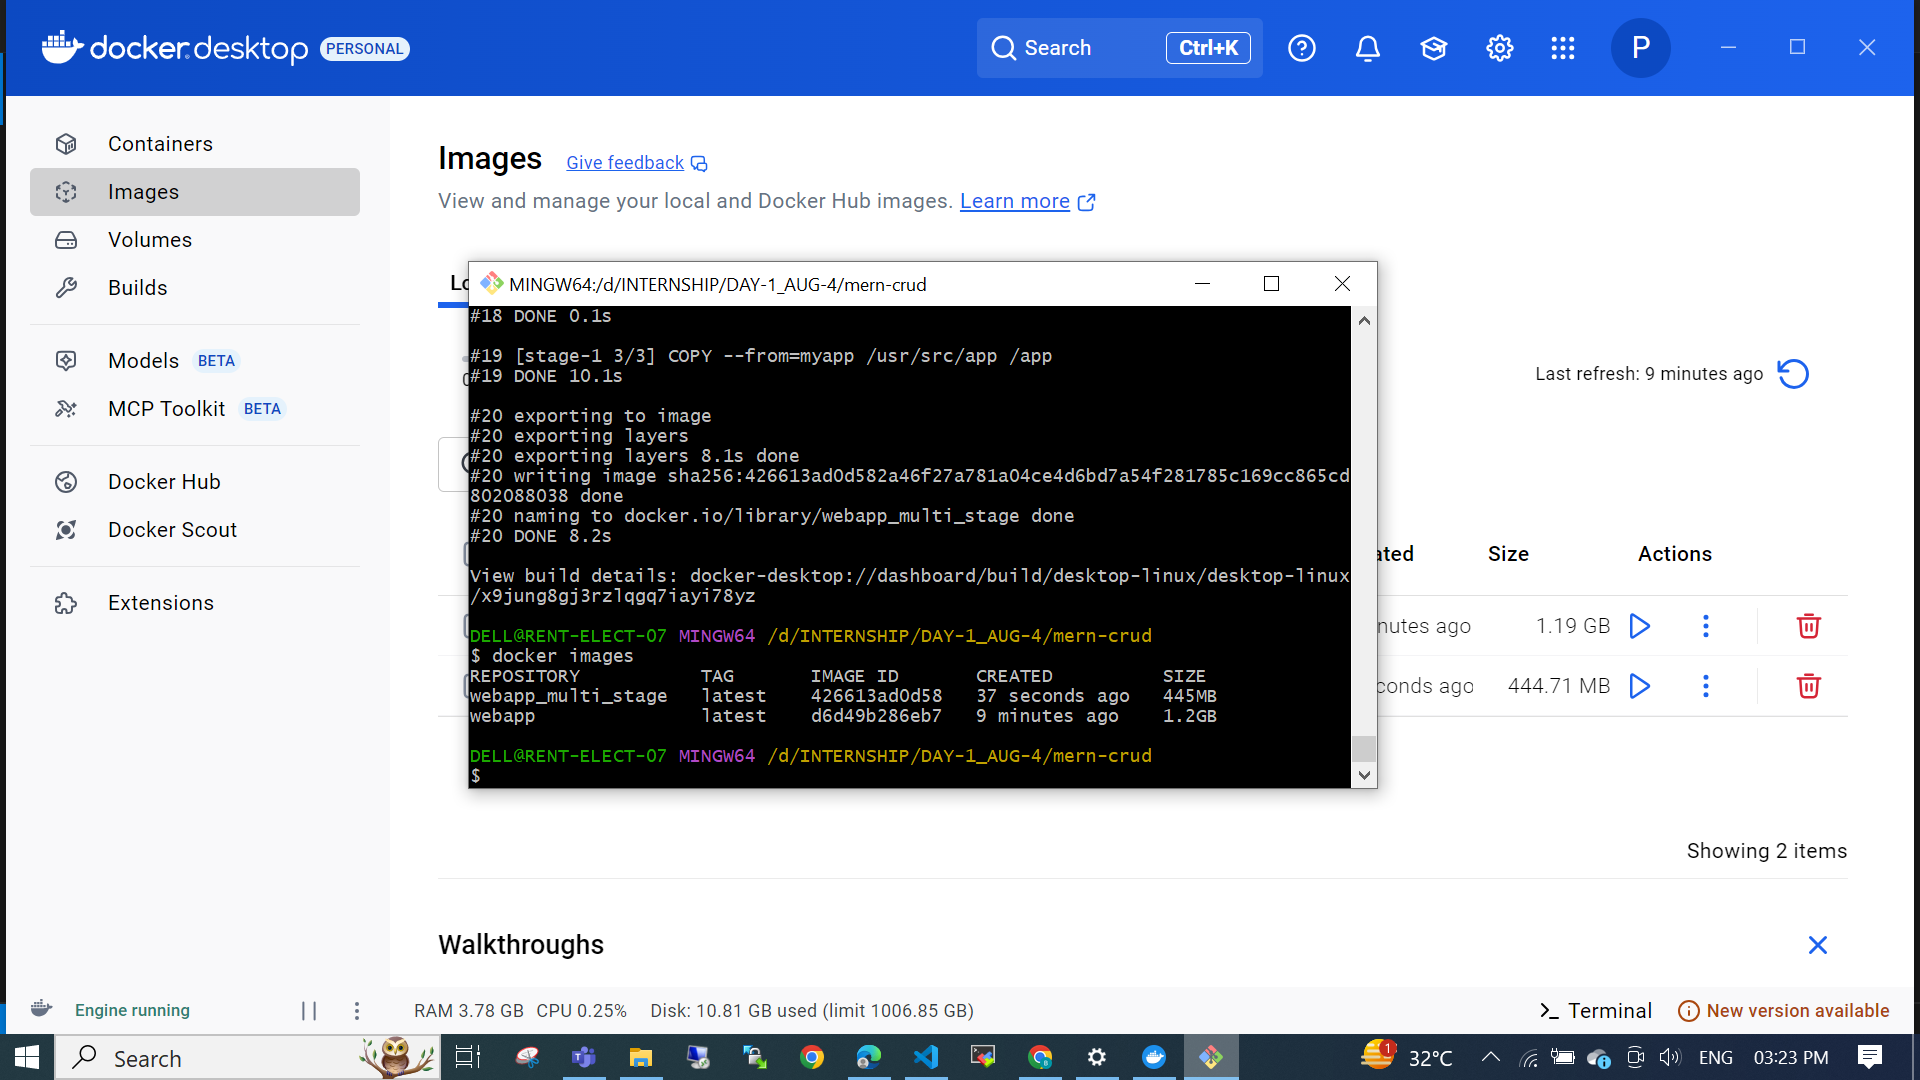 docker desktop PERSONAL
Search Ctrl+K
P
Containers
Images
Volumes
Builds
Models BETA
MCP Toolkit BETA
Docker Hub
Docker Scout
Extensions
Images Give feedback
View and manage your local and Docker Hub images. Learn more
Last refresh: 9 minutes ago
Size Actions
nutes ago 1.19 GB
conds ago 444.71 MB
Showing 2 items
Walkthroughs
MINGW64:/d/INTERNSHIP/DAY-1_AUG-4/mern-crud
#18 DONE 0.1s
#19 [stage-1 3/3] COPY --from=myapp /usr/src/app /app
#19 DONE 10.1s
#20 exporting to image
#20 exporting layers
#20 exporting layers 8.1s done
#20 writing image sha256:426613ad0d582a46f27a781a04ce4d6bd7a54f281785c169cc865cd
802088038 done
#20 naming to docker.io/library/webapp_multi_stage done
#20 DONE 8.2s
View build details: docker-desktop://dashboard/build/desktop-linux/desktop-linux
/x9jung8gj3rzlqgq7iayi78yz
DELL@RENT-ELECT-07 MINGW64 /d/INTERNSHIP/DAY-1_AUG-4/mern-crud
$ docker images
REPOSITORY TAG IMAGE ID CREATED SIZE
webapp_multi_stage latest 426613ad0d58 37 seconds ago 445MB
webapp latest d6d49b286eb7 9 minutes ago 1.2GB
DELL@RENT-ELECT-07 MINGW64 /d/INTERNSHIP/DAY-1_AUG-4/mern-crud
$
Engine running RAM 3.78 GB CPU 0.25% Disk: 10.81 GB used (limit 1006.85 GB) Terminal New version available
Search 1 32°C ENG 03:23 PM